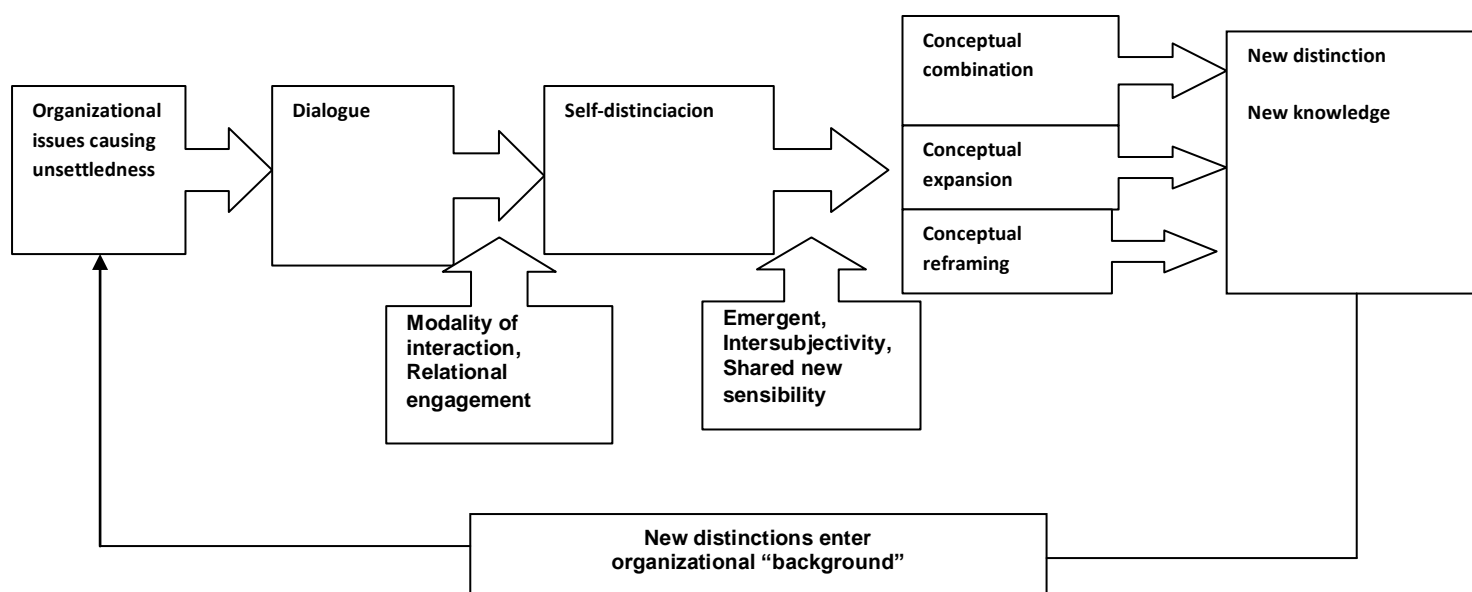 Organizational
issues causing
unsettledness
Dialogue
Self-distinciacion
Conceptual
combination
Conceptual
expansion
Conceptual
reframing
New distinction
New knowledge
Modality of
interaction,
Relational
engagement
Emergent,
Intersubjectivity,
Shared new
sensibility
New distinctions enter
organizational “background”